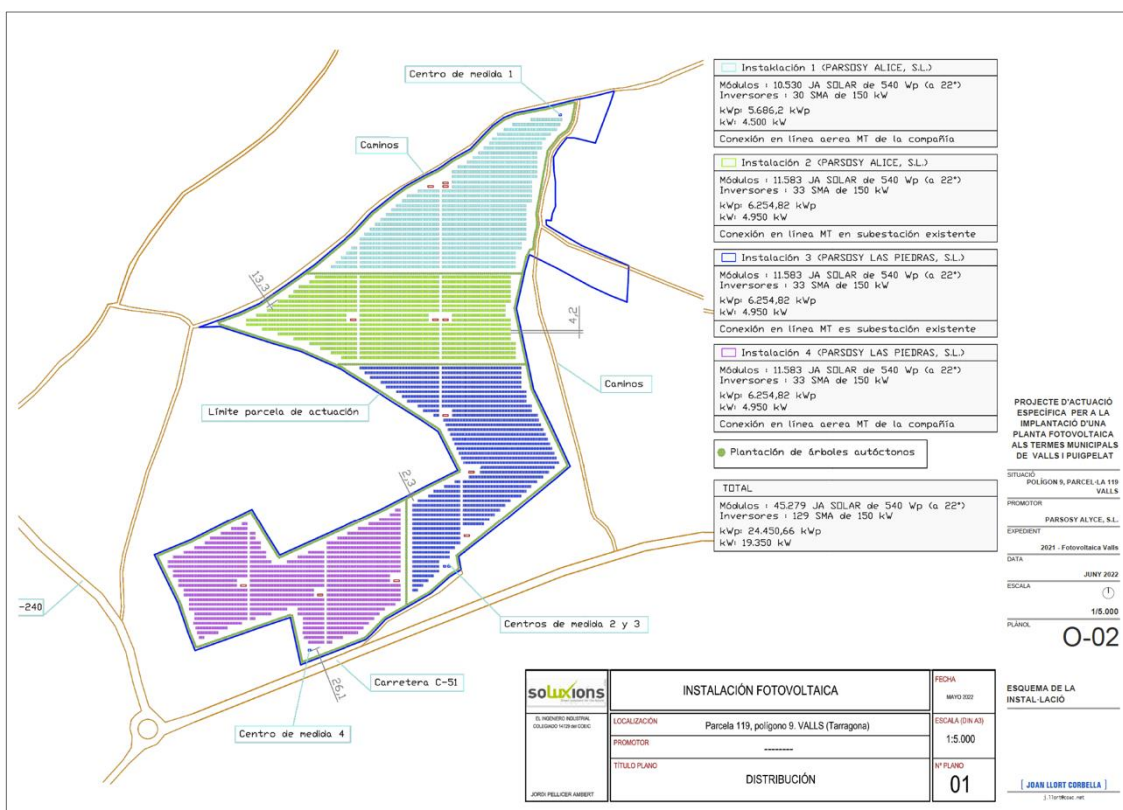 Centro de medida 1
Caminos
13,3
4,2
Caminos
Límite parcela de actuación
2,3
-240
Centros de medida 2 y 3
Carretera C-51
26,1
Centro de medida 4
Instaklación 1 (PARSOSY ALICE, S.L.)
Módulos : 10.530 JA SOLAR de 540 Wp (a 22°)
Inversores : 30 SMA de 150 kW
kWp: 5.686,2 kWp
kW: 4.500 kW
Conexión en línea aerea MT de la compañía
Instalación 2 (PARSOSY ALICE, S.L.)
Módulos : 11.583 JA SOLAR de 540 Wp (a 22°)
Inversores : 33 SMA de 150 kW
kWp: 6.254,82 kWp
kW: 4.950 kW
Conexión en línea MT en subestación existente
Instalación 3 (PARSOSY LAS PIEDRAS, S.L.)
Módulos : 11.583 JA SOLAR de 540 Wp (a 22°)
Inversores : 33 SMA de 150 kW
kWp: 6.254,82 kWp
kW: 4.950 kW
Conexión en línea MT es subestación existente
Instalación 4 (PARSOSY LAS PIEDRAS, S.L.)
Módulos : 11.583 JA SOLAR de 540 Wp (a 22°)
Inversores : 33 SMA de 150 kW
kWp: 6.254,82 kWp
kW: 4.950 kW
Conexión en línea aerea MT de la compañía
Plantación de árboles autóctonos
TOTAL
Módulos : 45.279 JA SOLAR de 540 Wp (a 22°)
Inversores : 129 SMA de 150 kW
kWp: 24.450,66 kWp
kW: 19.350 kW
PROJECTE D'ACTUACIÓ
ESPECÍFICA PER A LA
IMPLANTACIÓ D'UNA
PLANTA FOTOVOLTAICA
ALS TERMES MUNICIPALS
DE VALLS I PUIGPELAT
SITUACIÓ
POLÍGON 9, PARCEL·LA 119
VALLS
PROMOTOR
PARSOSY ALYCE, S.L.
EXPEDIENT
2021 - Fotovoltaica Valls
DATA
JUNY 2022
ESCALA
1/5.000
PLÀNOL
O-02
ESQUEMA DE LA
INSTAL·LACIÓ
[ JOAN LLORT CORBELLA ]
j.llort@coac.net
soluxions
EL INGENIERO INDUSTRIAL
COLEGIADO 14129 del COEIC
JORDI PELLICER AMBERT
INSTALACIÓN FOTOVOLTAICA
LOCALIZACIÓN
Parcela 119, polígono 9. VALLS (Tarragona)
PROMOTOR
--------
TÍTULO PLANO
DISTRIBUCIÓN
FECHA
MAYO 2022
ESCALA (DIN A3)
1:5.000
Nº PLANO
01